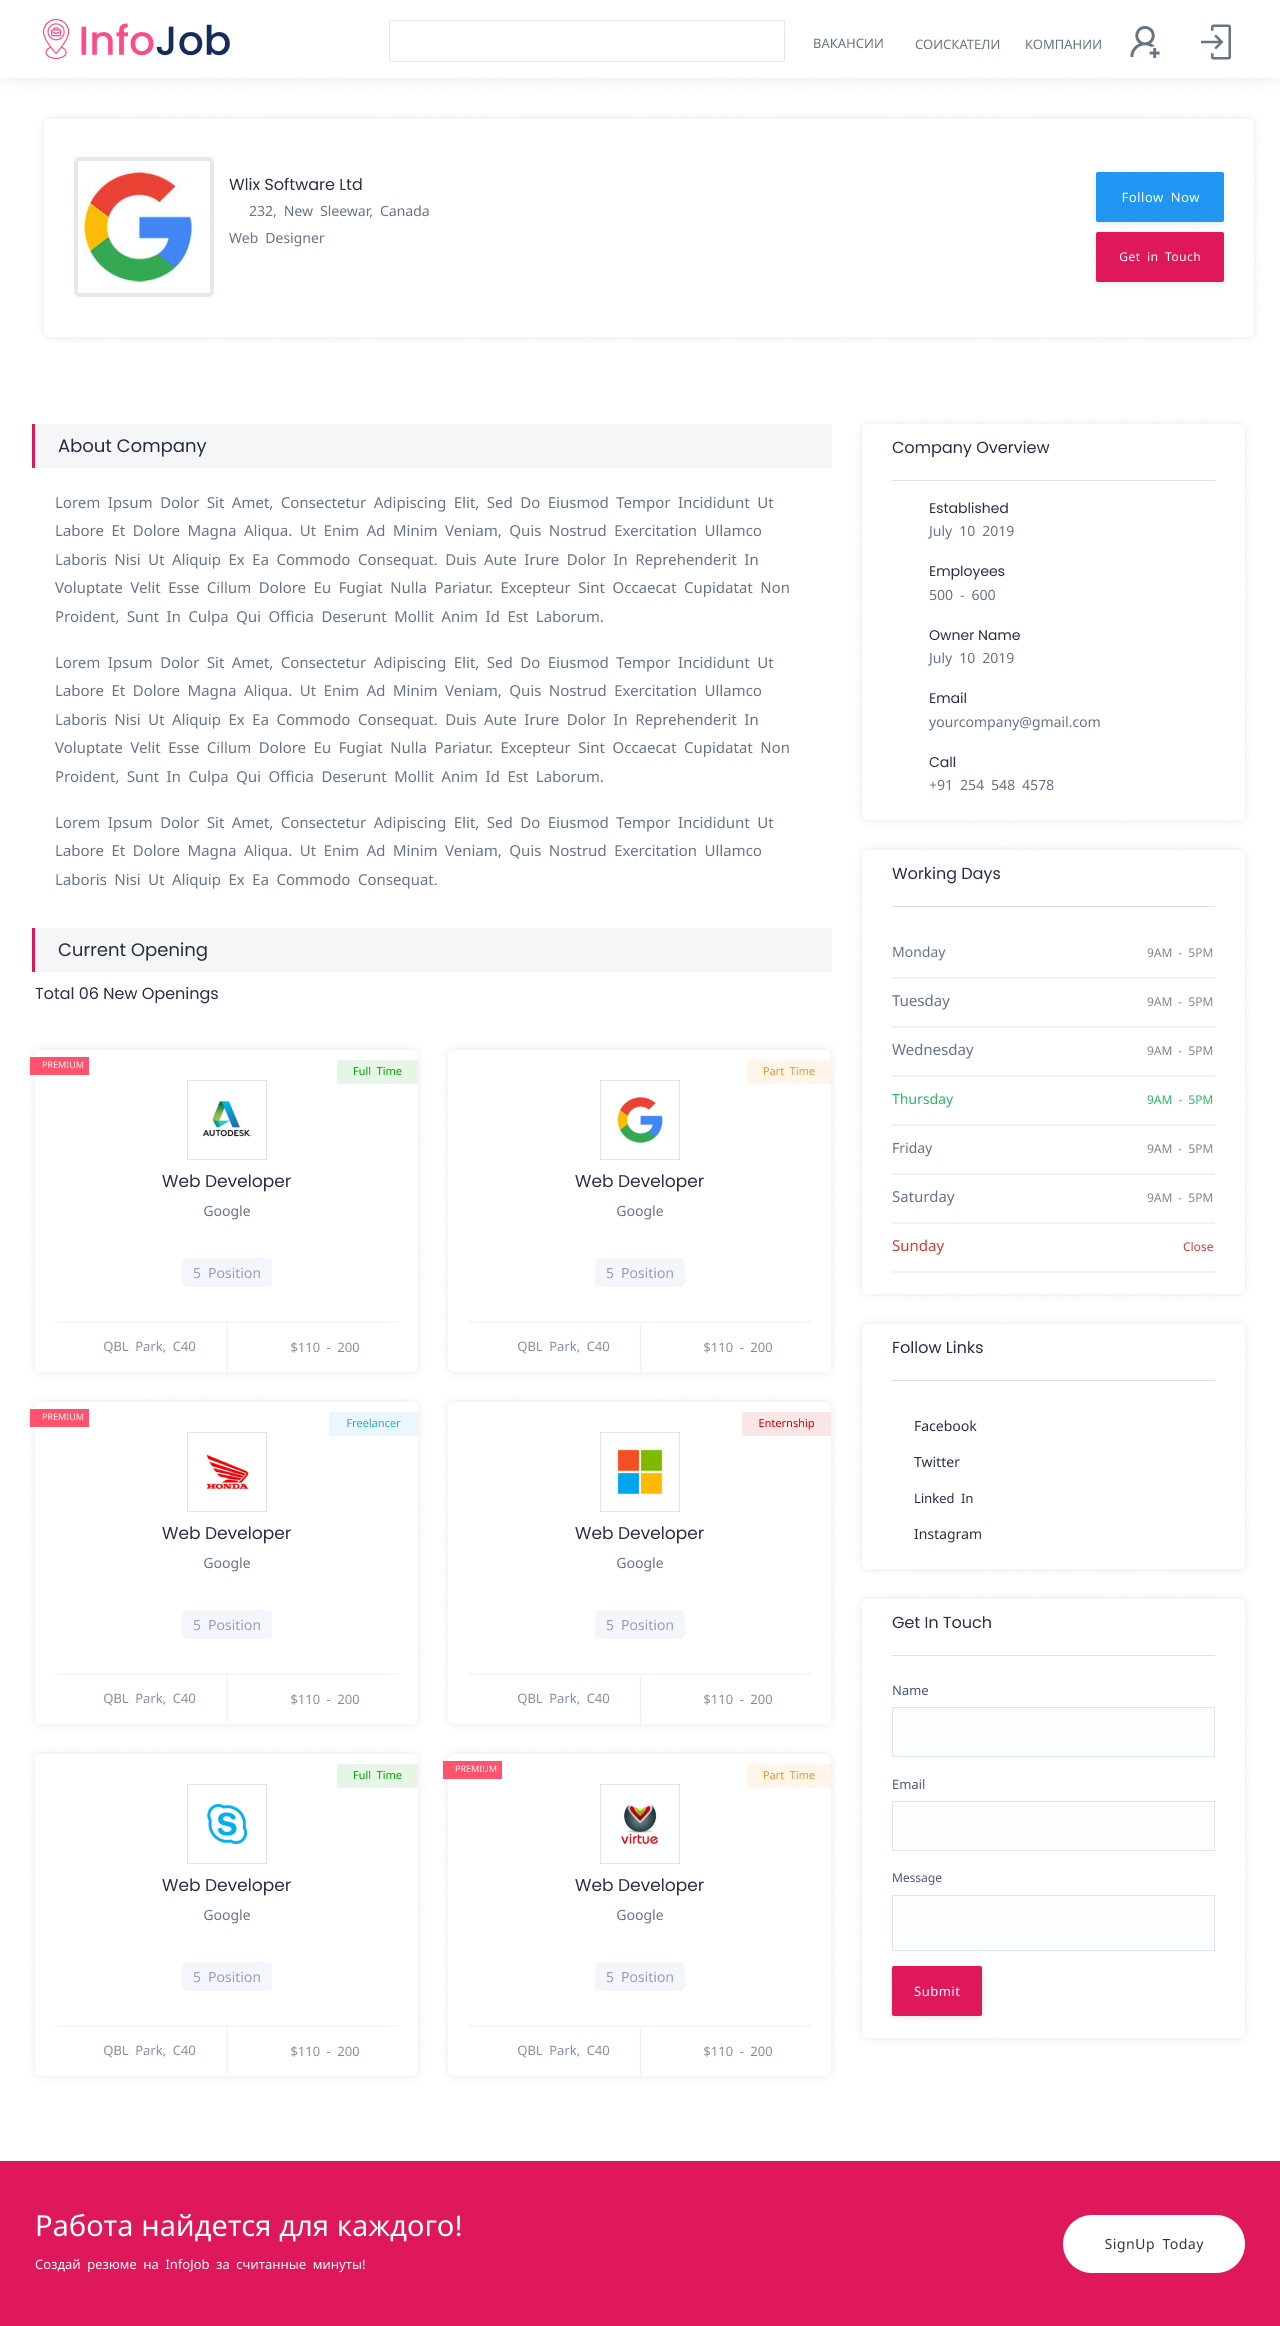 InfoJob
ВАКАНСИИ
СОИСКАТЕЛИ
КОМПАНИИ
Wlix Software Ltd
232, New Sleewar, Canada
Web Designer
Follow Now
Get in Touch
About Company
Lorem Ipsum Dolor Sit Amet, Consectetur Adipiscing Elit, Sed Do Eiusmod Tempor Incididunt Ut
Labore Et Dolore Magna Aliqua. Ut Enim Ad Minim Veniam, Quis Nostrud Exercitation Ullamco
Laboris Nisi Ut Aliquip Ex Ea Commodo Consequat. Duis Aute Irure Dolor In Reprehenderit In
Voluptate Velit Esse Cillum Dolore Eu Fugiat Nulla Pariatur. Excepteur Sint Occaecat Cupidatat Non
Proident, Sunt In Culpa Qui Officia Deserunt Mollit Anim Id Est Laborum.
Lorem Ipsum Dolor Sit Amet, Consectetur Adipiscing Elit, Sed Do Eiusmod Tempor Incididunt Ut
Labore Et Dolore Magna Aliqua. Ut Enim Ad Minim Veniam, Quis Nostrud Exercitation Ullamco
Laboris Nisi Ut Aliquip Ex Ea Commodo Consequat. Duis Aute Irure Dolor In Reprehenderit In
Voluptate Velit Esse Cillum Dolore Eu Fugiat Nulla Pariatur. Excepteur Sint Occaecat Cupidatat Non
Proident, Sunt In Culpa Qui Officia Deserunt Mollit Anim Id Est Laborum.
Lorem Ipsum Dolor Sit Amet, Consectetur Adipiscing Elit, Sed Do Eiusmod Tempor Incididunt Ut
Labore Et Dolore Magna Aliqua. Ut Enim Ad Minim Veniam, Quis Nostrud Exercitation Ullamco
Laboris Nisi Ut Aliquip Ex Ea Commodo Consequat.
Current Opening
Total 06 New Openings
PREMIUM
Full Time
AUTODESK
Web Developer
Google
5 Position
QBL Park, C40
$110 - 200
Part Time
Web Developer
Google
5 Position
QBL Park, C40
$110 - 200
PREMIUM
Freelancer
HONDA
Web Developer
Google
5 Position
QBL Park, C40
$110 - 200
Enternship
Web Developer
Google
5 Position
QBL Park, C40
$110 - 200
Full Time
S
Web Developer
Google
5 Position
QBL Park, C40
$110 - 200
PREMIUM
Part Time
virtue
Web Developer
Google
5 Position
QBL Park, C40
$110 - 200
Company Overview
Established
July 10 2019
Employees
500 - 600
Owner Name
July 10 2019
Email
yourcompany@gmail.com
Call
+91 254 548 4578
Working Days
Monday 9AM - 5PM
Tuesday 9AM - 5PM
Wednesday 9AM - 5PM
Thursday 9AM - 5PM
Friday 9AM - 5PM
Saturday 9AM - 5PM
Sunday Close
Follow Links
Facebook
Twitter
Linked In
Instagram
Get In Touch
Name
Email
Message
Submit
Работа найдется для каждого!
Создай резюме на InfoJob за считанные минуты!
SignUp Today